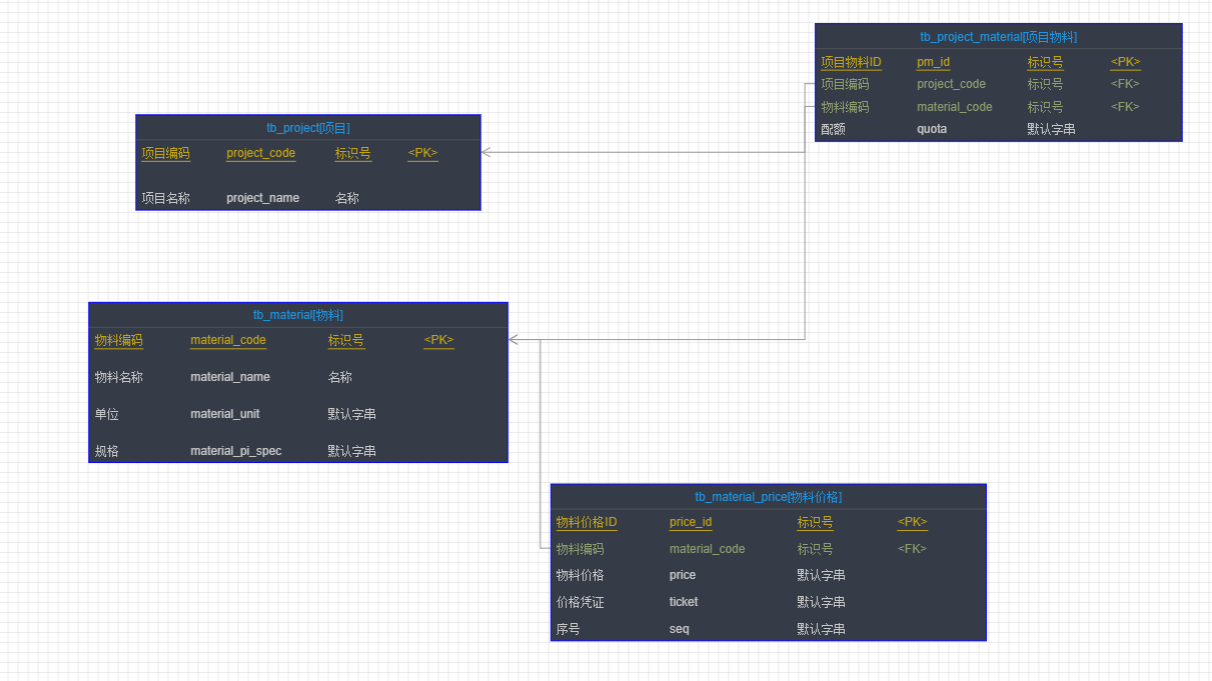 tb_project_material[项目物料]
项目物料ID pm_id 标识号 <PK>
项目编码 project_code 标识号 <FK>
物料编码 material_code 标识号 <FK>
配额 quota 默认字串
tb_project[项目]
项目编码 project_code 标识号 <PK>
项目名称 project_name 名称
tb_material[物料]
物料编码 material_code 标识号 <PK>
物料名称 material_name 名称
单位 material_unit 默认字串
规格 material_pi_spec 默认字串
tb_material_price[物料价格]
物料价格ID price_id 标识号 <PK>
物料编码 material_code 标识号 <FK>
物料价格 price 默认字串
价格凭证 ticket 默认字串
序号 seq 默认字串